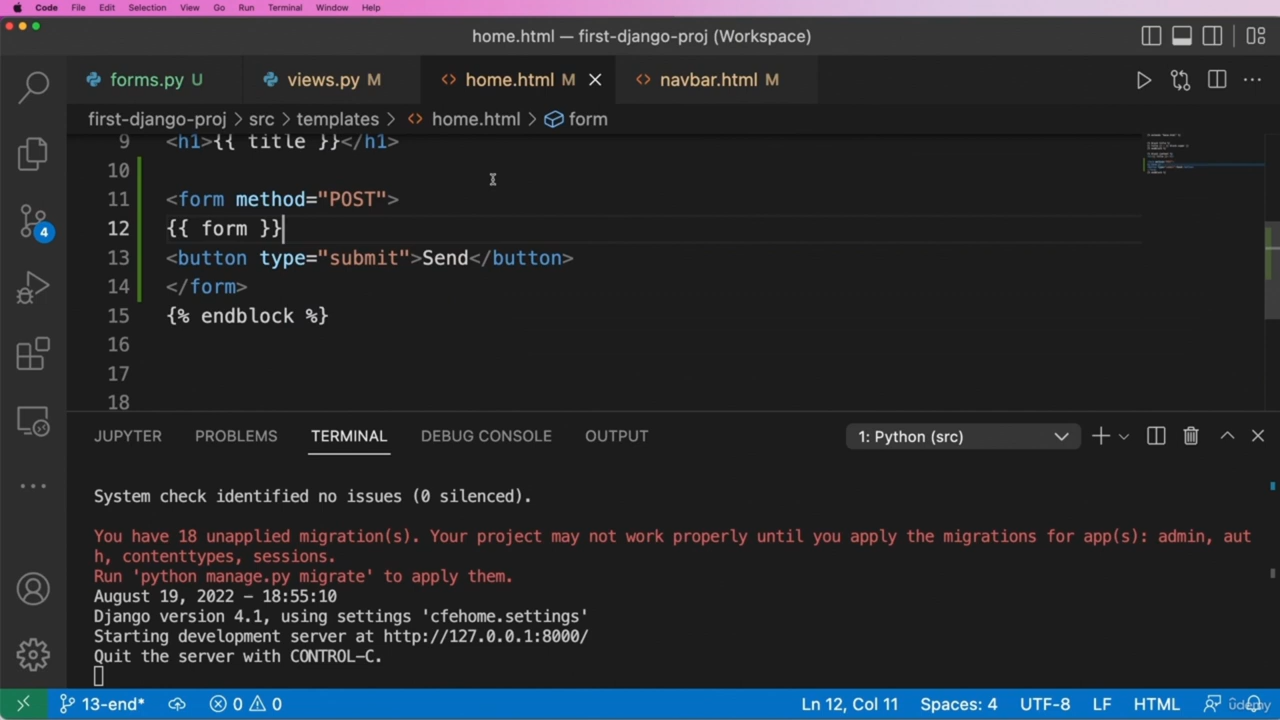 Code File Edit Selection View Go Run Terminal Window Help
home.html — first-django-proj (Workspace)
forms.py U views.py M home.html M navbar.html M
first-django-proj > src > templates > home.html > form
9 <h1>{{ title }}</h1>
10
11 <form method="POST">
12 {{ form }}
13 <button type="submit">Send</button>
14 </form>
15 {% endblock %}
16
17
18
JUPYTER PROBLEMS TERMINAL DEBUG CONSOLE OUTPUT 1: Python (src)
System check identified no issues (0 silenced).
You have 18 unapplied migration(s). Your project may not work properly until you apply the migrations for app(s): admin, aut
h, contenttypes, sessions.
Run 'python manage.py migrate' to apply them.
August 19, 2022 - 18:55:10
Django version 4.1, using settings 'cfehome.settings'
Starting development server at http://127.0.0.1:8000/
Quit the server with CONTROL-C.
4
13-end* 0 0 Ln 12, Col 11 Spaces: 4 UTF-8 LF HTML udemy